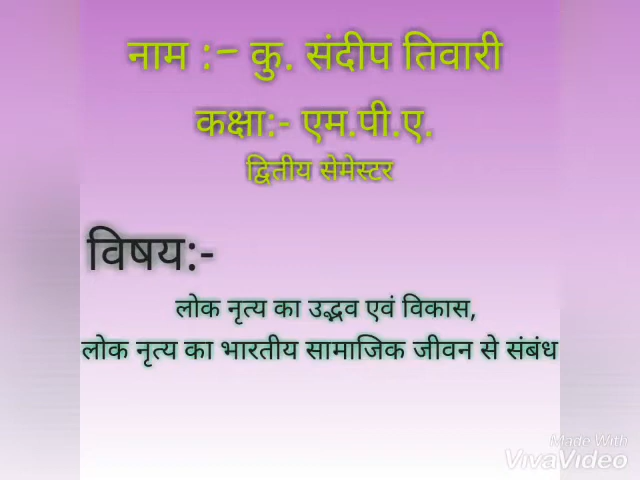 नाम :- कु. संदीप तिवारी
कक्षा:- एम.पी.ए.
द्वितीय सेमेस्टर
विषय:-
लोक नृत्य का उद्भव एवं विकास,
लोक नृत्य का भारतीय सामाजिक जीवन से संबंध
Made With
VivaVideo